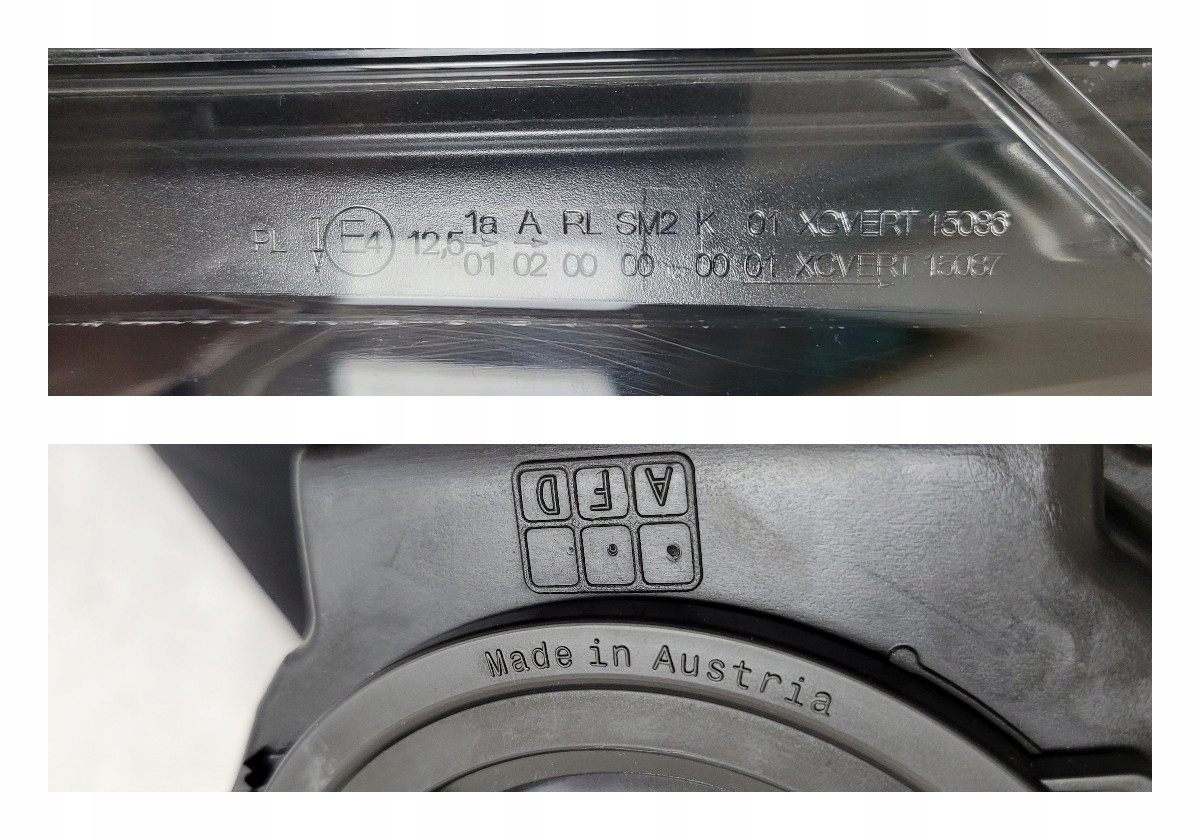 PL E4 12,5 1a A RL SM2 K 01 XCVERT 15086
01 02 00 00 00 01 XCVERT 15087
D F A
Made in Austria